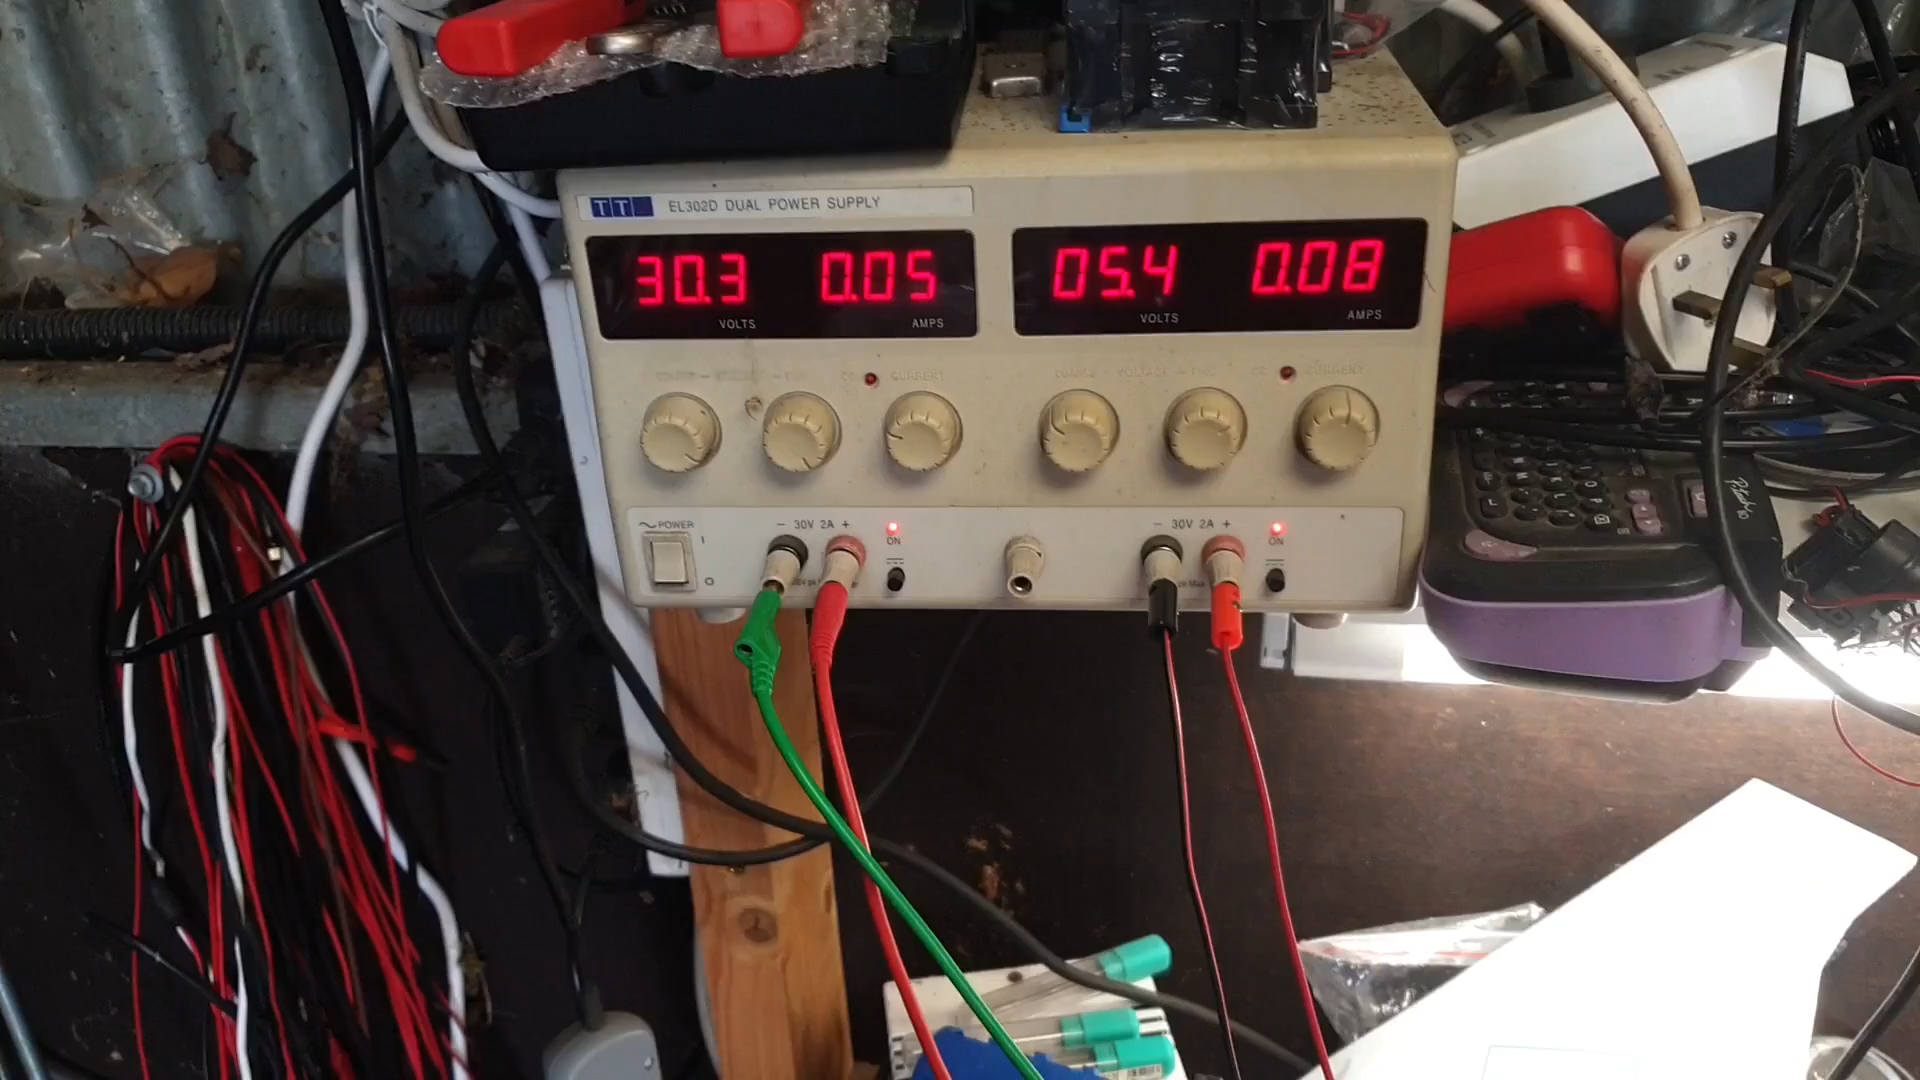 TTi EL302D DUAL POWER SUPPLY
30.3 0.05
VOLTS AMPS
05.4 0.08
VOLTS AMPS
CURRENT
VOLTAGE
CURRENT
POWER
I
O
− 30V 2A +
ON
− 30V 2A +
ON